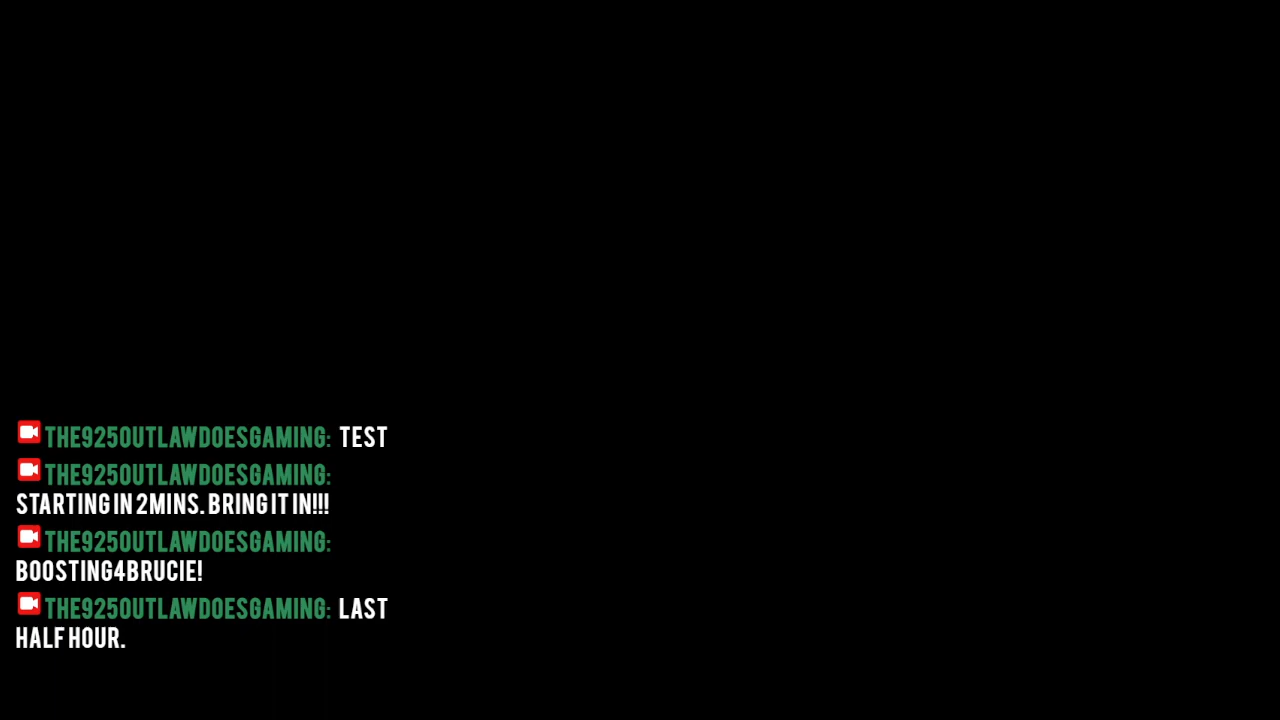 THE925OUTLAWDOESGAMING: TEST
THE925OUTLAWDOESGAMING:
STARTING IN 2MINS. BRING IT IN!!!
THE925OUTLAWDOESGAMING:
BOOSTING4BRUCIE!
THE925OUTLAWDOESGAMING: LAST
HALF HOUR.